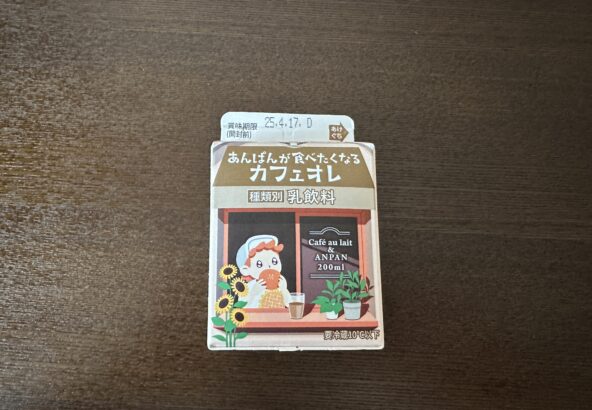 賞味期限
(開封前)
25.4.17. D
あけ
ぐち
あんぱんが食べたくなる
カフェオレ
種類別 乳飲料
Café au lait
&
ANPAN
200ml
要冷蔵10℃以下